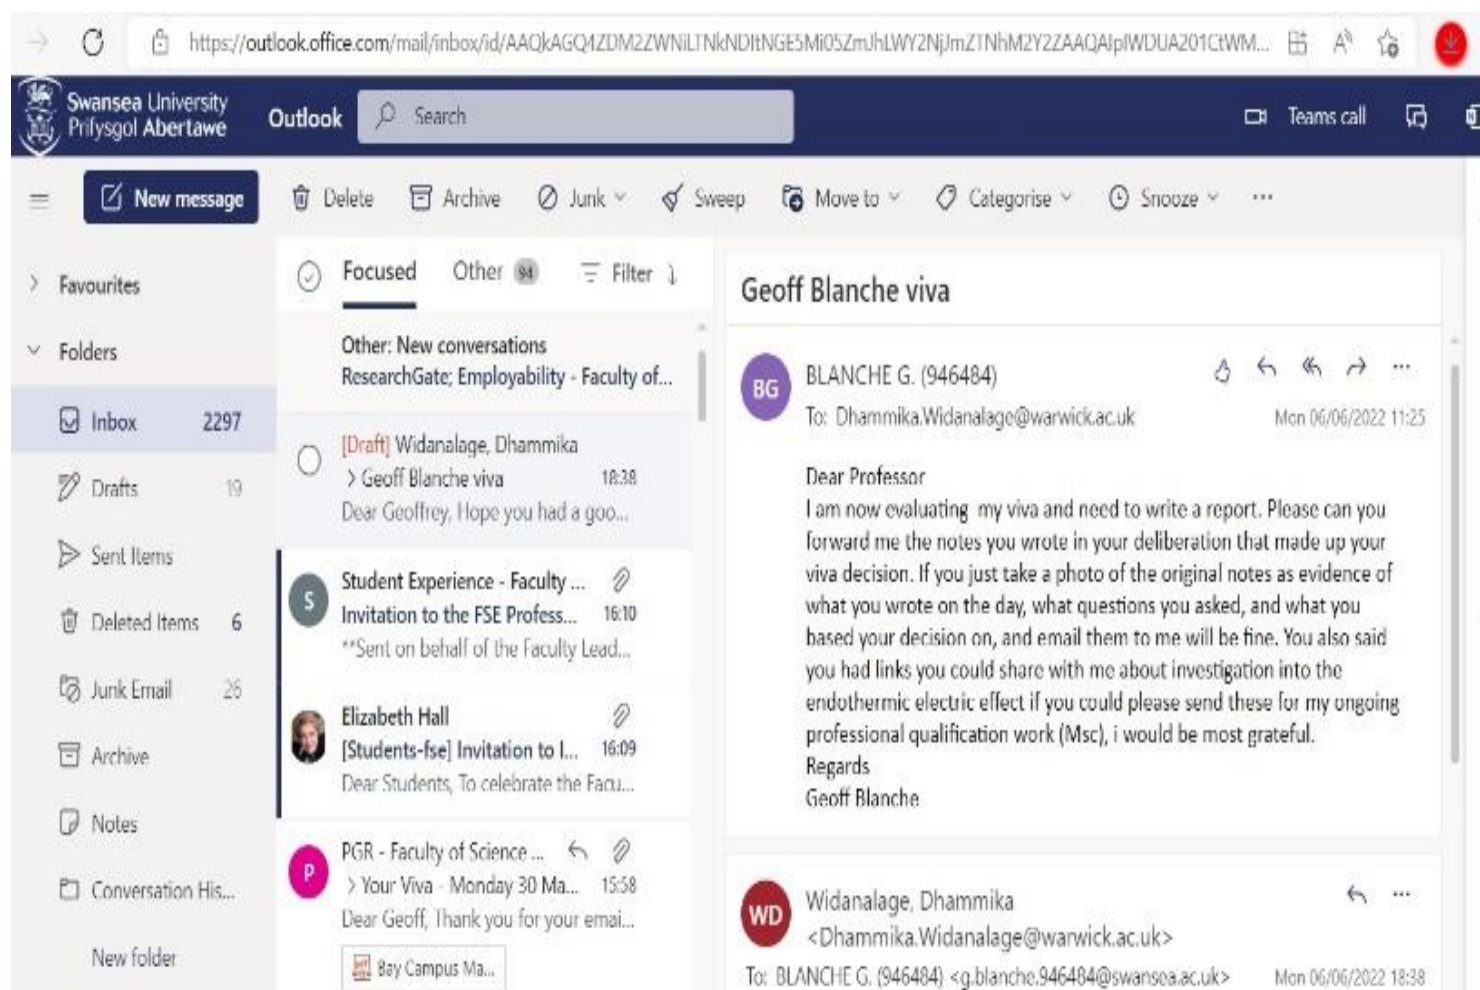 https://outlook.office.com/mail/inbox/id/
Swansea University
Prifysgol Abertawe
Outlook
Search
Teams call
New message
Delete
Archive
Junk
Sweep
Move to
Categorise
Snooze
Favourites
Folders
Inbox 2297
Drafts 19
Sent Items
Deleted Items 6
Junk Email 26
Archive
Notes
Conversation His...
New folder
Focused
Other 94
Filter
Other: New conversations
ResearchGate; Employability - Faculty of...
[Draft] Widanalage, Dhammika
> Geoff Blanche viva 18:38
Dear Geoffrey, Hope you had a goo...
S
Student Experience - Faculty ...
Invitation to the FSE Profess... 16:10
**Sent on behalf of the Faculty Lead...
Elizabeth Hall
[Students-fse] Invitation to I... 16:09
Dear Students, To celebrate the Facu...
P
PGR - Faculty of Science ...
> Your Viva - Monday 30 Ma... 15:58
Dear Geoff, Thank you for your emai...
Bay Campus Ma...
Geoff Blanche viva
BG
BLANCHE G. (946484)
To: Dhammika.Widanalage@warwick.ac.uk
Mon 06/06/2022 11:25
Dear Professor
I am now evaluating my viva and need to write a report. Please can you
forward me the notes you wrote in your deliberation that made up your
viva decision. If you just take a photo of the original notes as evidence of
what you wrote on the day, what questions you asked, and what you
based your decision on, and email them to me will be fine. You also said
you had links you could share with me about investigation into the
endothermic electric effect if you could please send these for my ongoing
professional qualification work (Msc), i would be most grateful.
Regards
Geoff Blanche
WD
Widanalage, Dhammika
<Dhammika.Widanalage@warwick.ac.uk>
To: BLANCHE G. (946484) <g.blanche.946484@swansea.ac.uk>
Mon 06/06/2022 18:38